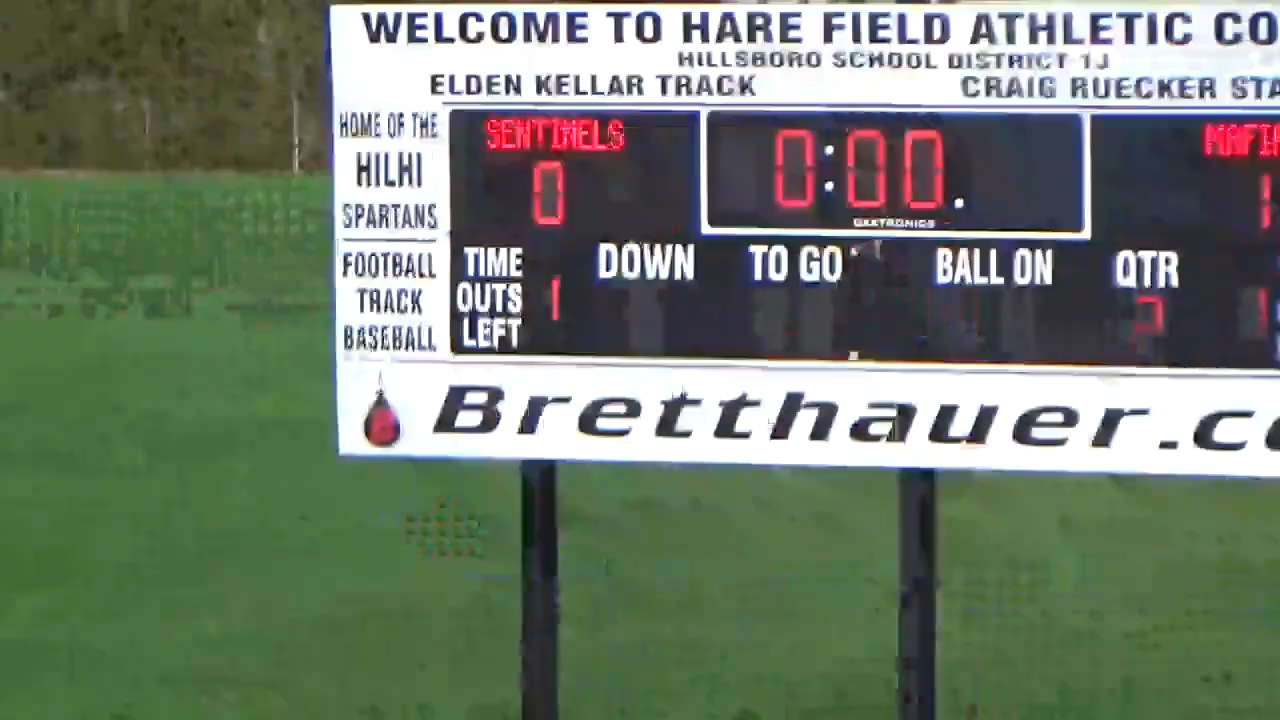 WELCOME TO HARE FIELD ATHLETIC CO
HILLSBORO SCHOOL DISTRICT 1J
ELDEN KELLAR TRACK CRAIG RUECKER STA
HOME OF THE
HILHI
SPARTANS
SENTINELS
0
0:00.
DAKTRONICS
FOOTBALL
TRACK
BASEBALL
TIME
OUTS
LEFT
1
DOWN TO GO BALL ON QTR
Bretthauer.c